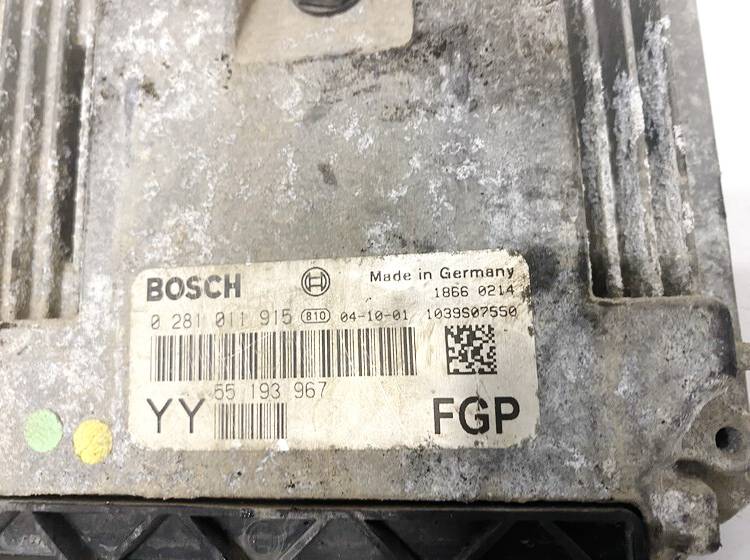 BOSCH Made in Germany
1866 0214
0 281 011 915 810 04-10-01 1039S07550
55 193 967
YY FGP